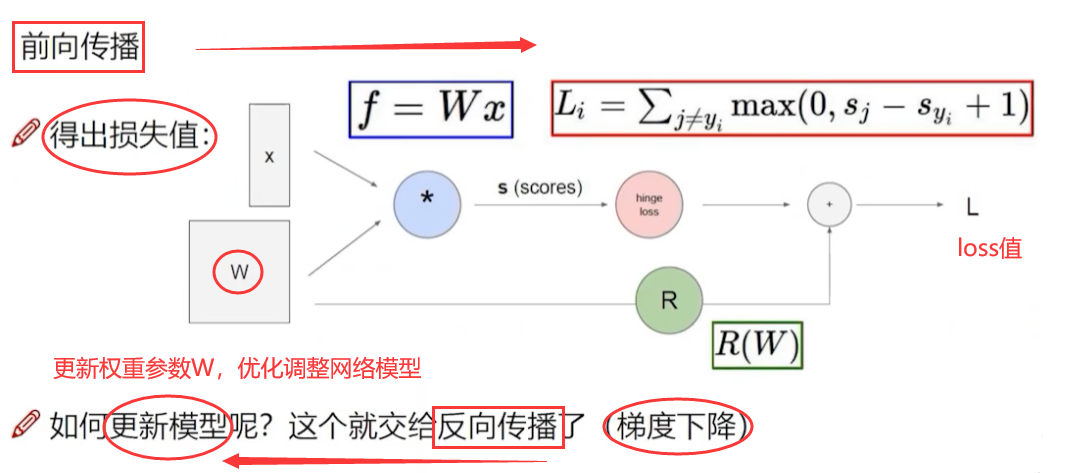 前向传播
f = Wx
L_i = ∑_{j≠y_i} max(0, s_j − s_{y_i} + 1)
得出损失值:
x
*
s (scores)
hinge
loss
+
L
loss值
W
R
R(W)
更新权重参数W，优化调整网络模型
如何更新模型呢？这个就交给反向传播了（梯度下降）